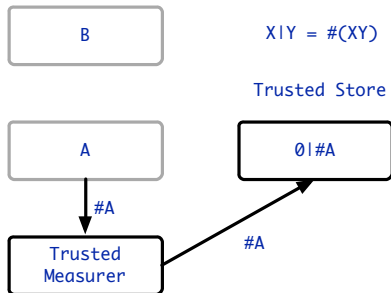 B
X|Y = #(XY)
Trusted Store
A
0|#A
#A
#A
Trusted
Measurer